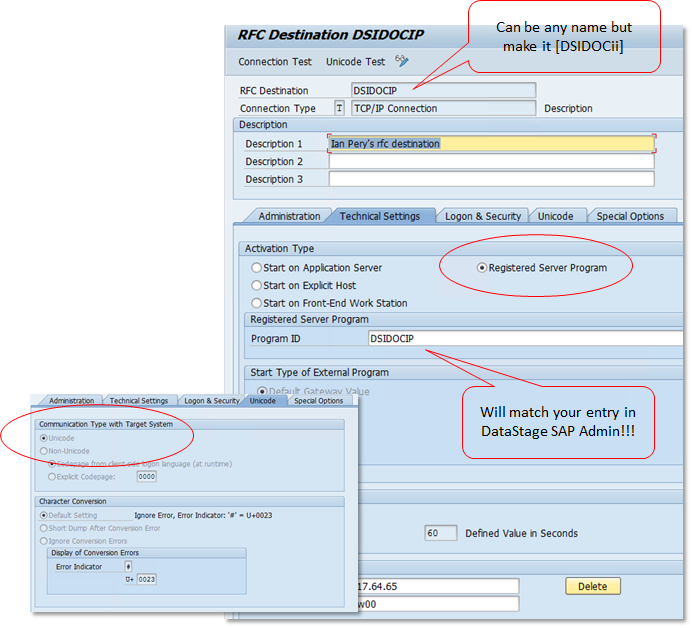 RFC Destination DSIDOCIP
Can be any name but
make it [DSIDOCii]
Connection Test Unicode Test
RFC Destination DSIDOCIP
Connection Type T TCP/IP Connection Description
Description
Description 1 Ian Pery's rfc destination
Description 2
Description 3
Administration Technical Settings Logon & Security Unicode Special Options
Activation Type
Start on Application Server Registered Server Program
Start on Explicit Host
Start on Front-End Work Station
Registered Server Program
Program ID DSIDOCIP
Start Type of External Program
Default Gateway Value
Will match your entry in
DataStage SAP Admin!!!
60 Defined Value in Seconds
17.64.65 Delete
w00
Administration Technical Settings Logon & Security Unicode Special Options
Communication Type with Target System
Unicode
Non-Unicode
Codepage from client-side logon language (at runtime)
Explicit Codepage: 0000
Character Conversion
Default Setting Ignore Error, Error Indicator: '#' = U+0023
Short Dump After Conversion Error
Ignore Conversion Errors
Display of Conversion Errors
Error Indicator #
U+ 0023